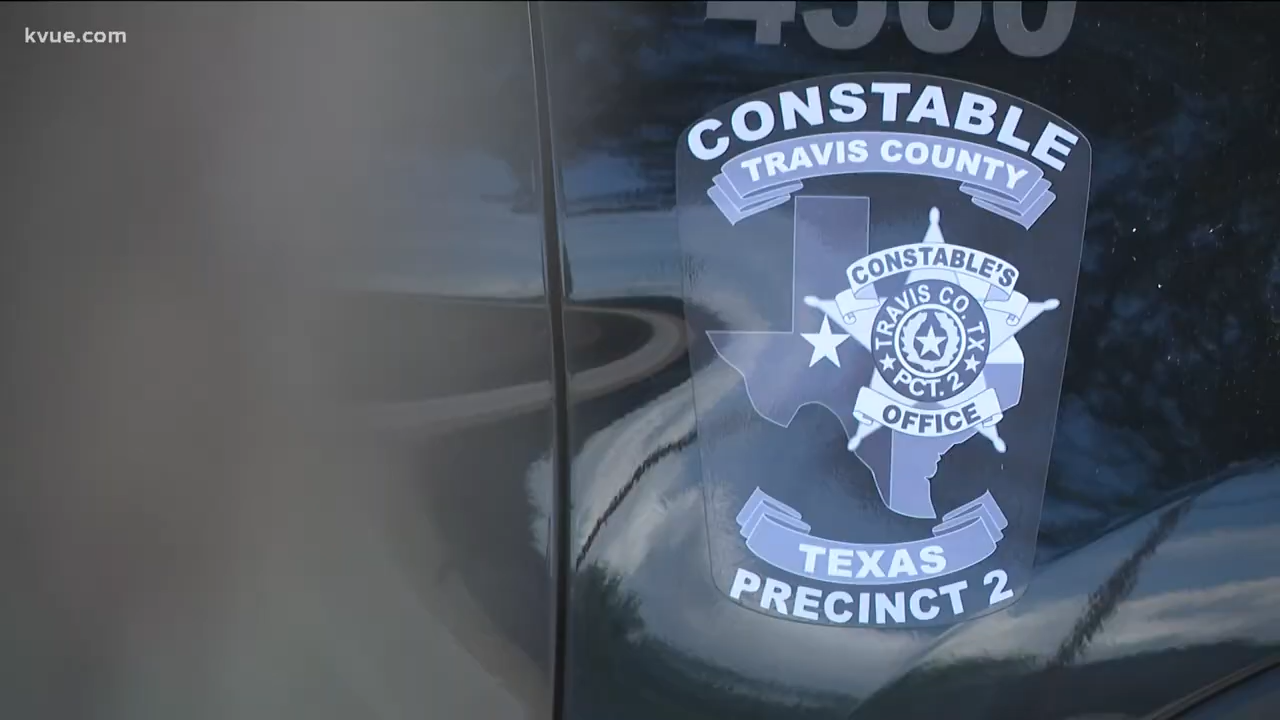 kvue.com
CONSTABLE
TRAVIS COUNTY
CONSTABLE'S
TRAVIS CO. TX
PCT. 2
OFFICE
TEXAS
PRECINCT 2